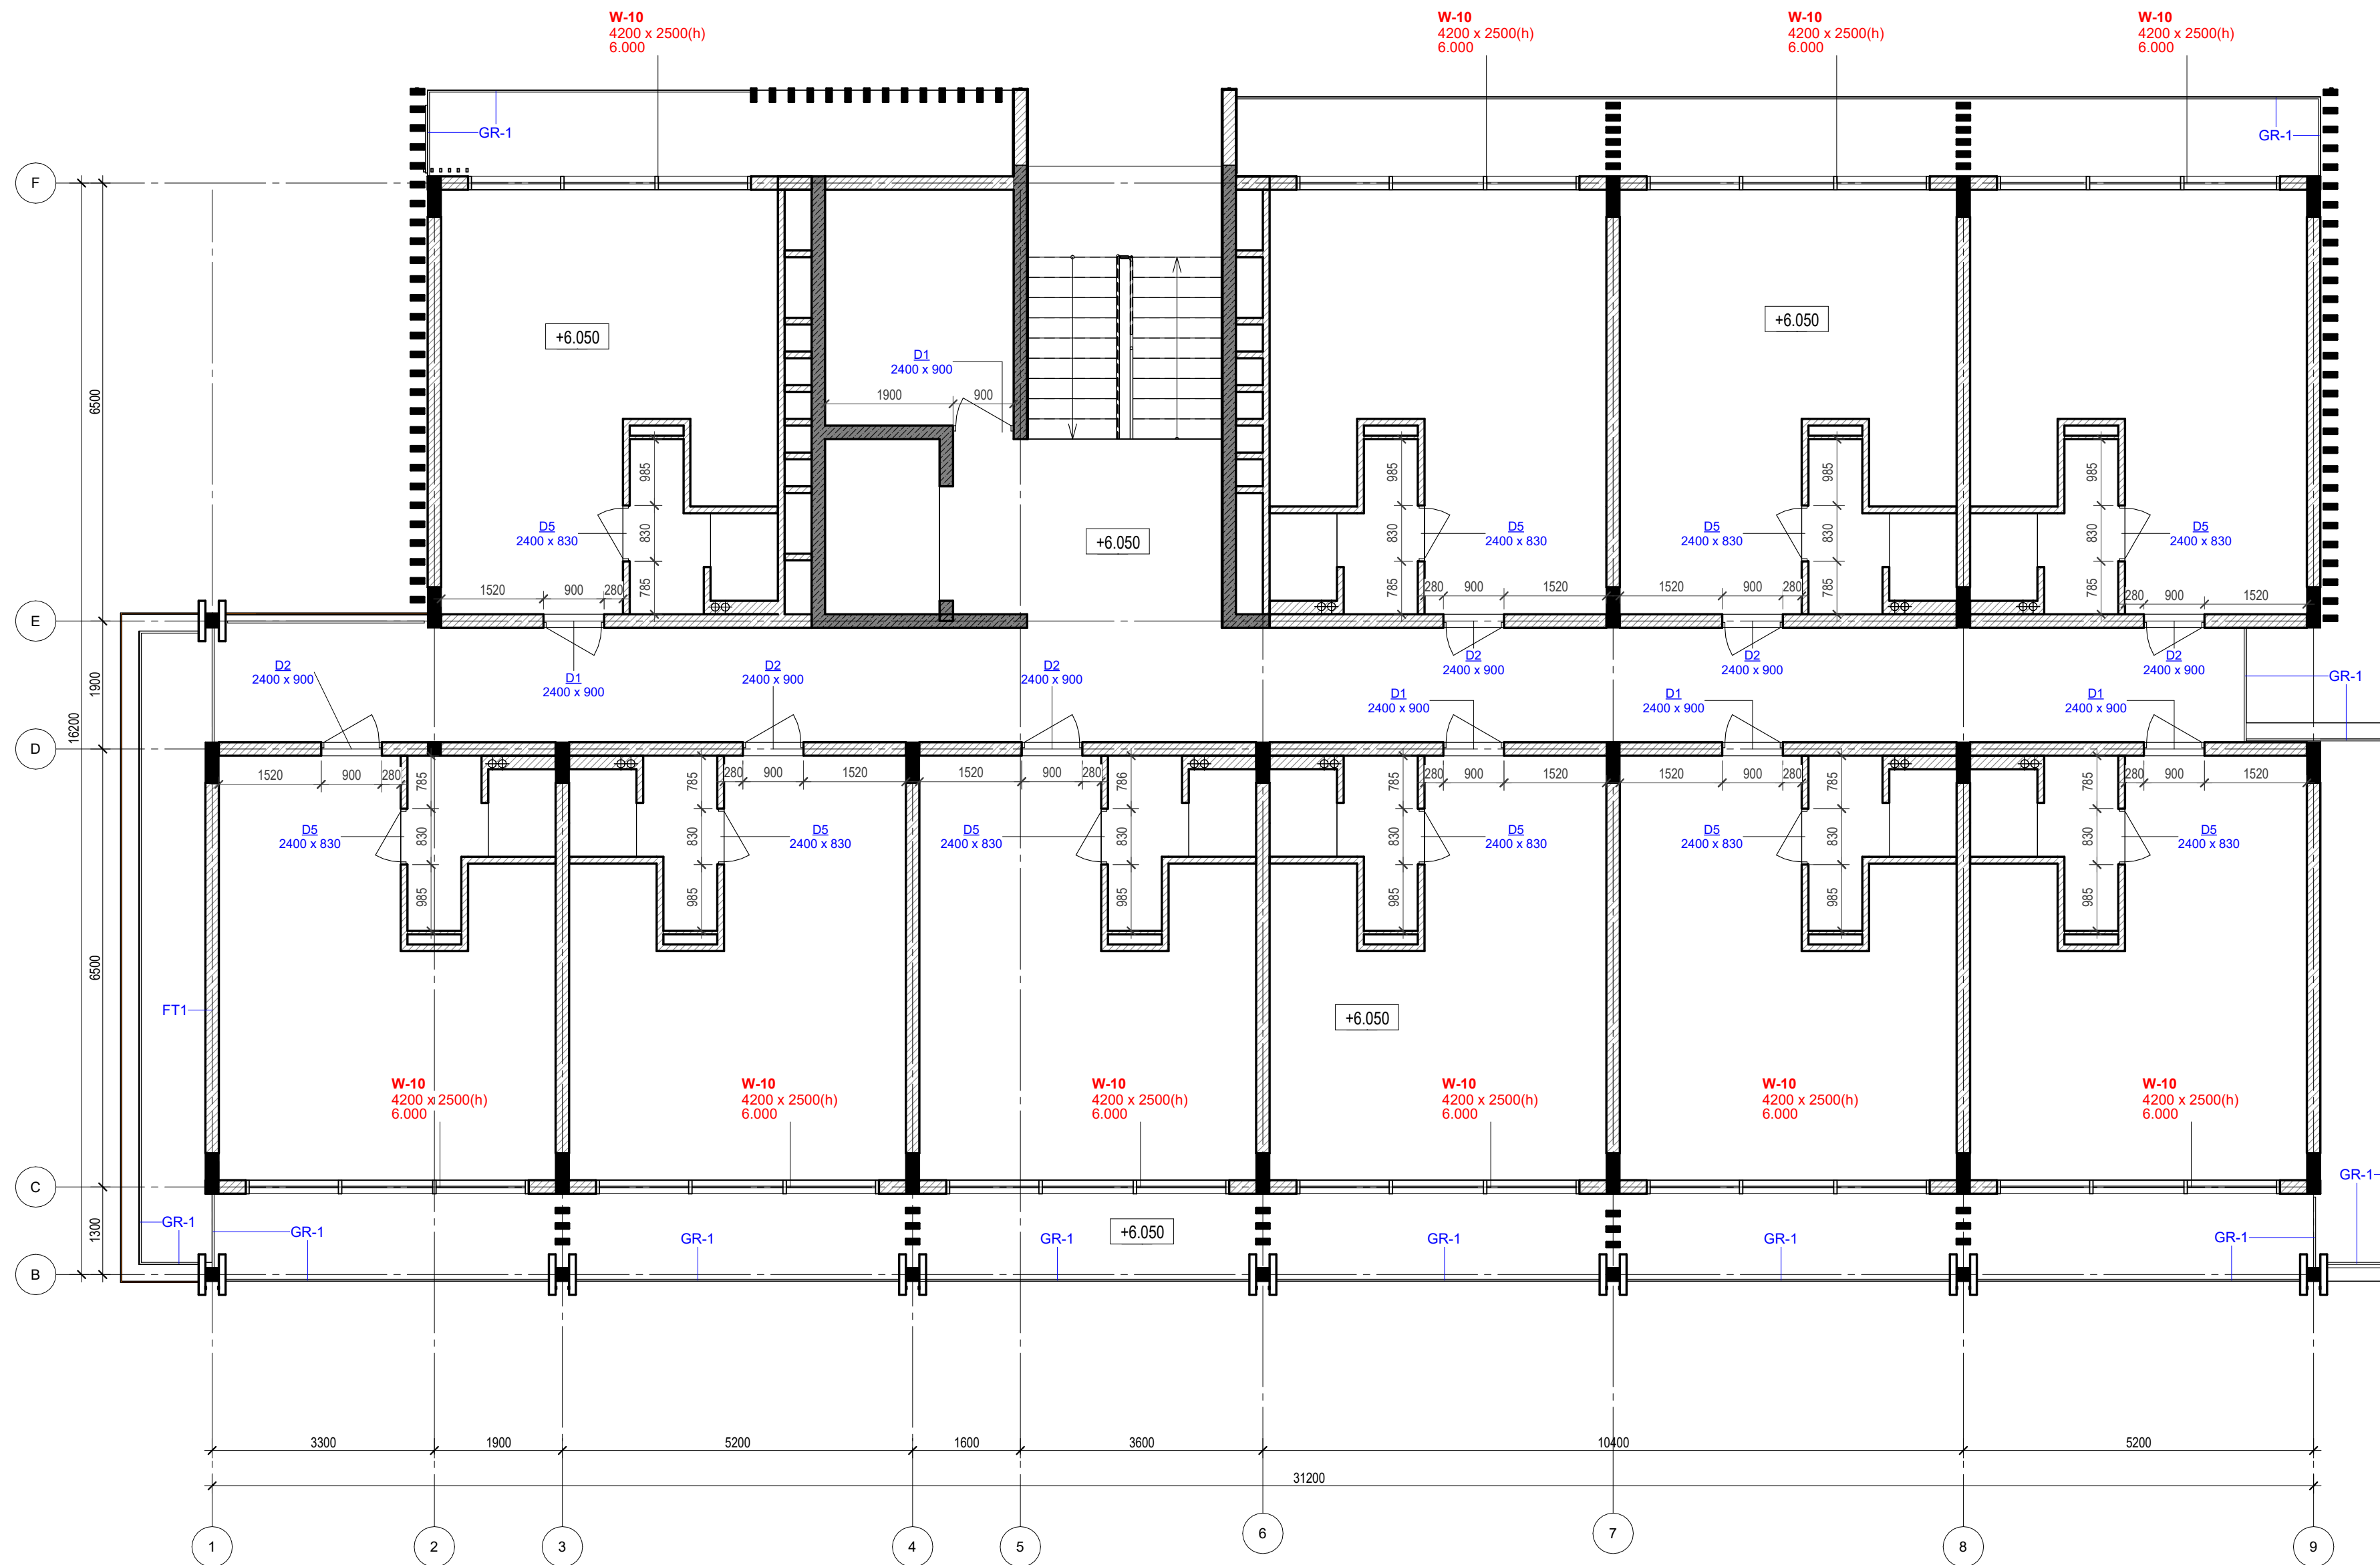 W-10
4200 x 2500(h)
6.000
W-10
4200 x 2500(h)
6.000
W-10
4200 x 2500(h)
6.000
W-10
4200 x 2500(h)
6.000
GR-1
GR-1
F
+6.050
+6.050
D1
2400 x 900
1900
900
6500
985
985
985
985
D5
2400 x 830
830
+6.050
830
D5
2400 x 830
D5
2400 x 830
830
830
D5
2400 x 830
1520
900
280
785
280
900
1520
785
1520
900
280
785
785
280
900
1520
E
D2
2400 x 900
D1
2400 x 900
D2
2400 x 900
D2
2400 x 900
D2
2400 x 900
D2
2400 x 900
D2
2400 x 900
1900
GR-1
D1
2400 x 900
D1
2400 x 900
D1
2400 x 900
16200
D
1520
900
280
785
785
280
900
1520
1520
900
280
786
785
280
900
1520
1520
900
280
785
785
280
900
1520
D5
2400 x 830
830
830
D5
2400 x 830
D5
2400 x 830
830
830
D5
2400 x 830
D5
2400 x 830
830
830
D5
2400 x 830
985
985
985
985
985
985
6500
FT1
+6.050
W-10
4200 x 2500(h)
6.000
W-10
4200 x 2500(h)
6.000
W-10
4200 x 2500(h)
6.000
W-10
4200 x 2500(h)
6.000
W-10
4200 x 2500(h)
6.000
W-10
4200 x 2500(h)
6.000
GR-1
C
1300
GR-1
GR-1
GR-1
GR-1
+6.050
GR-1
GR-1
GR-1
B
3300
1900
5200
1600
3600
10400
5200
31200
1
2
3
4
5
6
7
8
9